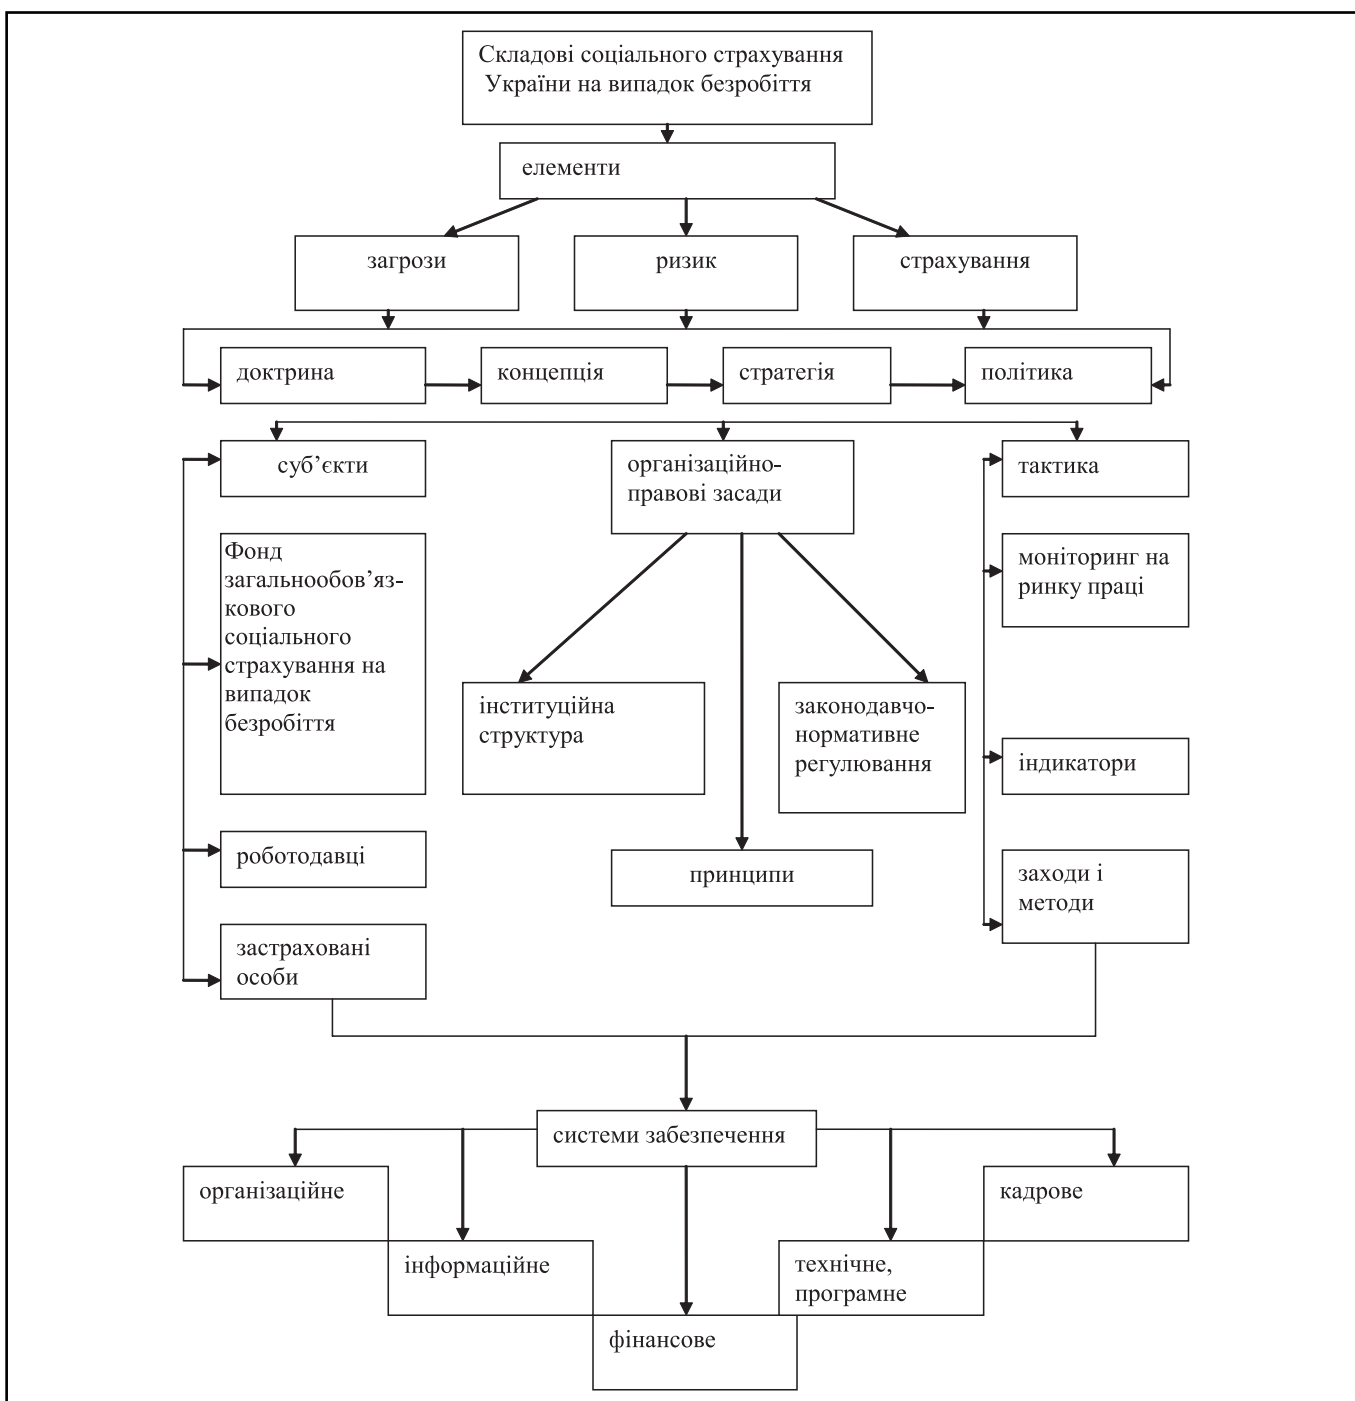 Складові соціального страхування
України на випадок безробіття
елементи
загрози
ризик
страхування
доктрина
концепція
стратегія
політика
суб’єкти
організаційно-
правові засади
тактика
Фонд
загальнообов’яз-
кового
соціального
страхування на
випадок
безробіття
моніторинг на
ринку праці
інституційна
структура
законодавчо-
нормативне
регулювання
індикатори
роботодавці
принципи
заходи і
методи
застраховані
особи
системи забезпечення
організаційне
кадрове
інформаційне
технічне,
програмне
фінансове